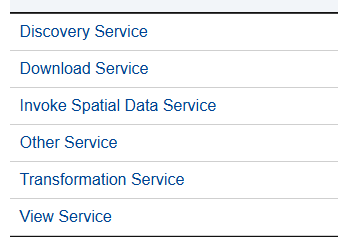 Discovery Service
Download Service
Invoke Spatial Data Service
Other Service
Transformation Service
View Service